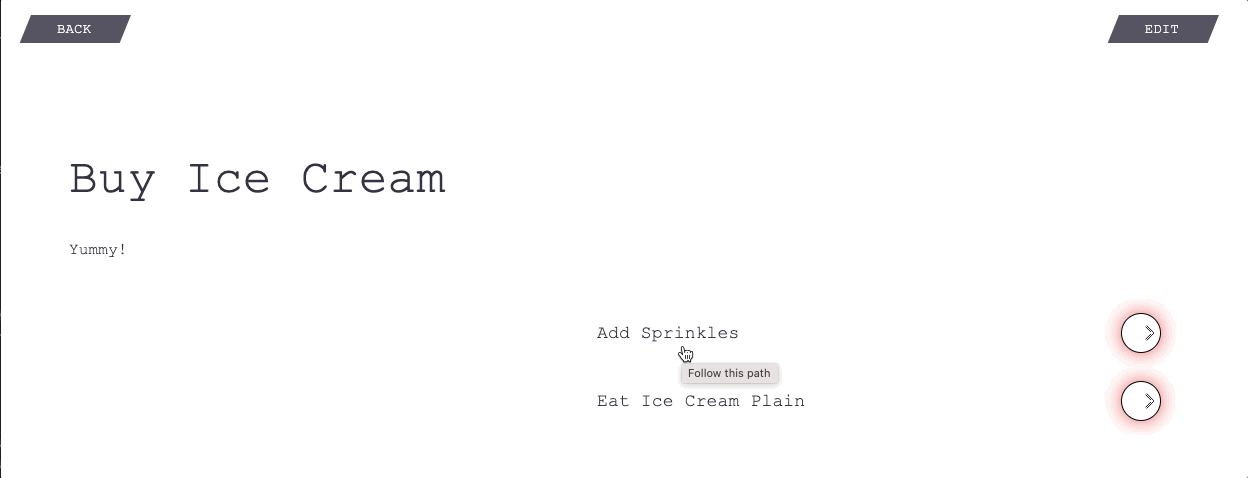 BACK
EDIT
Buy Ice Cream
Yummy!
Add Sprinkles
Follow this path
Eat Ice Cream Plain